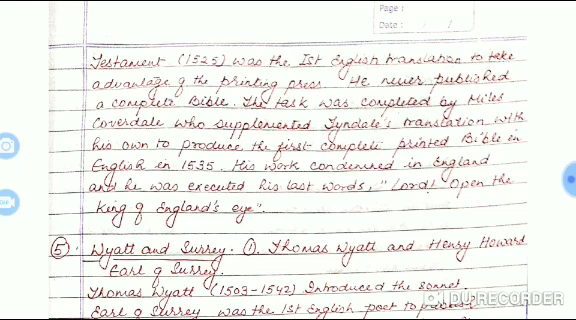 Page :
Date : / /
Testament (1525) was the Ist English translation to take
advantage of the printing press. He never published
a complete Bible. The task was completed by Miles
Coverdale who supplemented Tyndale's translation with
his own to produce the first complete printed Bible in
English in 1535. His work condemned in England
and he was executed his last words, "Lord! Open the
King of England's eye".
5. Wyatt and Surrey. 1. Thomas Wyatt and Henry Howard
Earl of Surrey.
Thomas Wyatt (1503-1542) Introduced the sonnet.
Earl of Surrey was the 1st English poet to
DU RECORDER
GIF